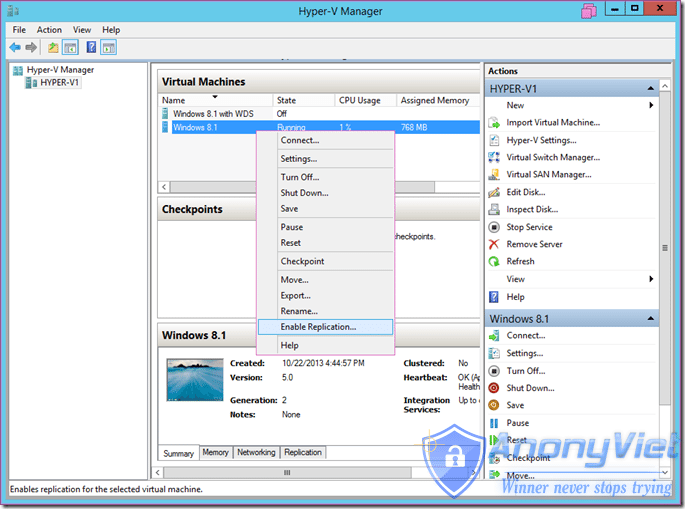 Hyper-V Manager
File Action View Help
Hyper-V Manager
HYPER-V1
Virtual Machines
Name State CPU Usage Assigned Memory
Windows 8.1 with WDS Off
Windows 8.1 Running 1 % 768 MB
Connect...
Settings...
Turn Off...
Shut Down...
Save
Pause
Reset
Checkpoint
Move...
Export...
Rename...
Enable Replication...
Help
Checkpoints
checkpoints.
Windows 8.1
Created: 10/22/2013 4:44:57 PM Clustered: No
Version: 5.0 Heartbeat: OK (Ap
Health
Generation: 2 Integration Up to
Services:
Notes: None
Summary Memory Networking Replication
Actions
HYPER-V1
New
Import Virtual Machine...
Hyper-V Settings...
Virtual Switch Manager...
Virtual SAN Manager...
Edit Disk...
Inspect Disk...
Stop Service
Remove Server
Refresh
View
Help
Windows 8.1
Connect...
Settings...
Turn Off...
Shut Down...
Save
Pause
Reset
Checkpoint
Move...
AnonyViet
Winner never stops trying
Enables replication for the selected virtual machine.